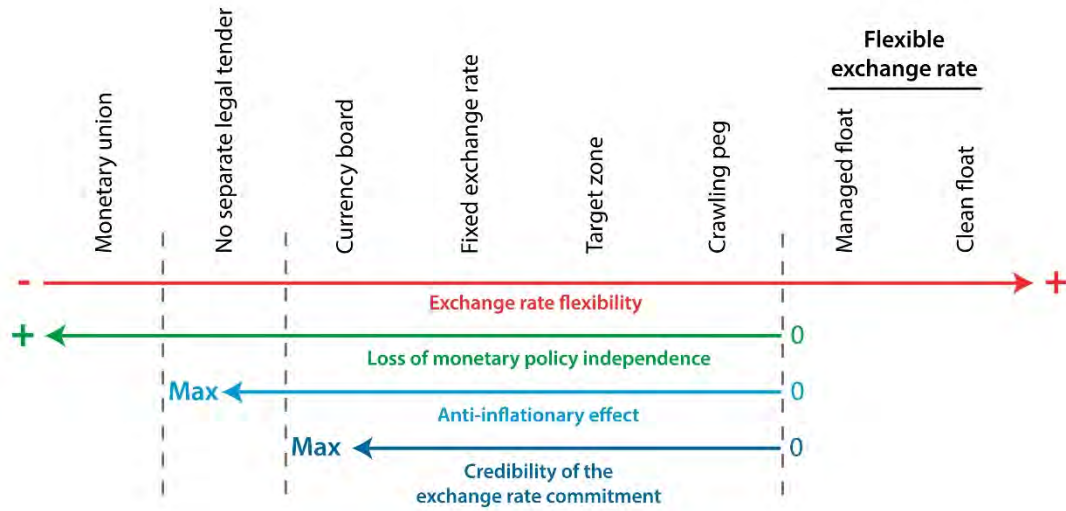 Flexible
exchange rate
Monetary union
No separate legal tender
Currency board
Fixed exchange rate
Target zone
Crawling peg
Managed float
Clean float
- +
Exchange rate flexibility
+ 0
Loss of monetary policy independence
Max 0
Anti-inflationary effect
Max 0
Credibility of the
exchange rate commitment